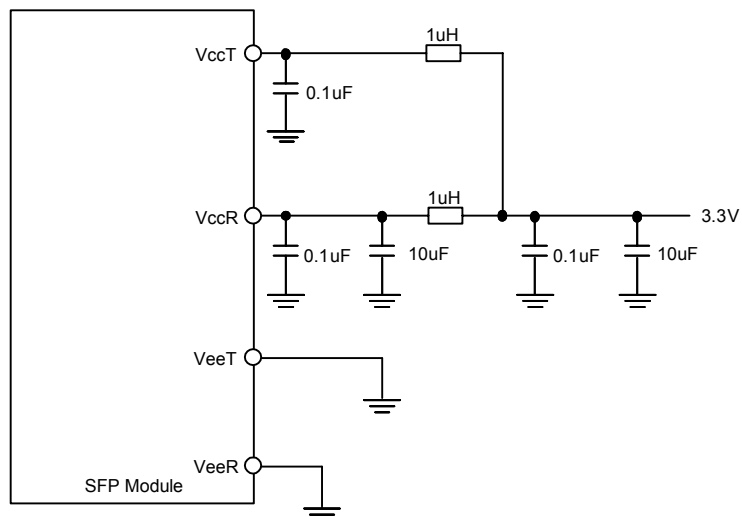 1uH
VccT
0.1uF
1uH
VccR
3.3V
0.1uF
10uF
0.1uF
10uF
VeeT
VeeR
SFP Module